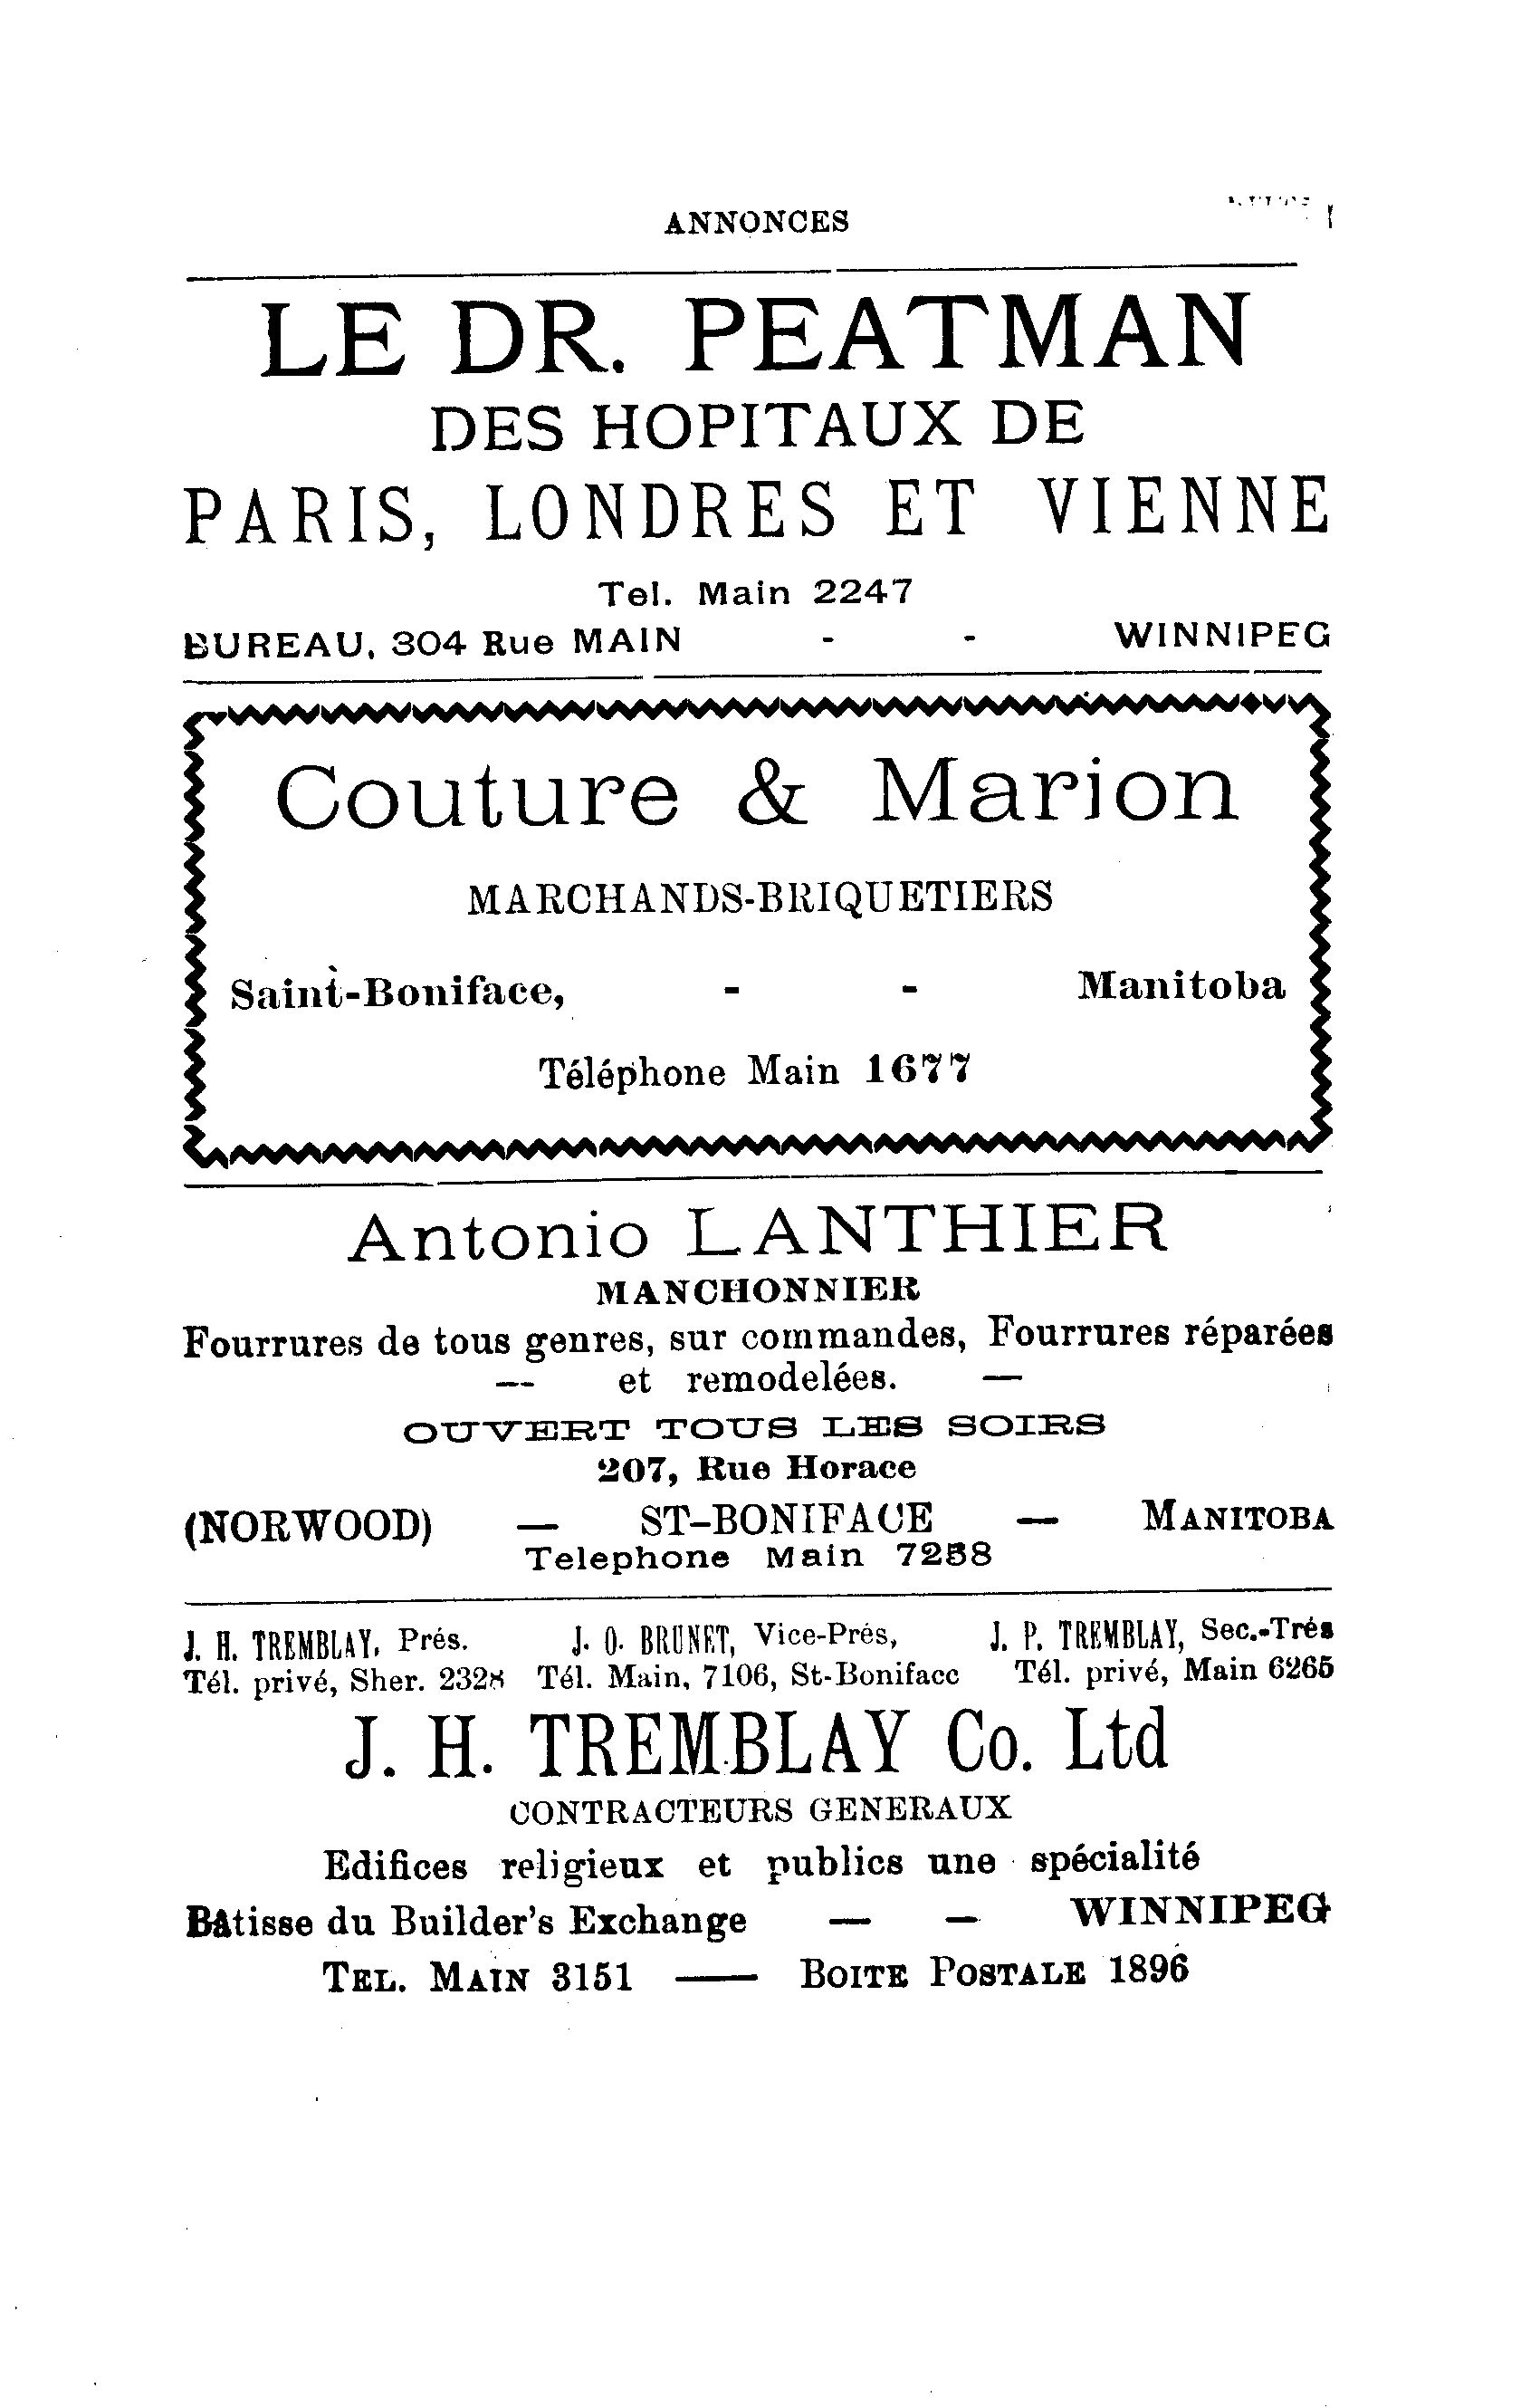 ANNONCES
LE DR. PEATMAN
DES HOPITAUX DE
PARIS, LONDRES ET VIENNE
Tel. Main 2247
BUREAU, 304 Rue MAIN - - WINNIPEG
Couture & Marion
MARCHANDS-BRIQUETIERS
Saint-Boniface, - - Manitoba
Téléphone Main 1677
Antonio LANTHIER
MANCHONNIER
Fourrures de tous genres, sur commandes, Fourrures réparées
— et remodelées. —
OUVERT TOUS LES SOIRS
207, Rue Horace
(NORWOOD) — ST-BONIFACE — MANITOBA
Telephone Main
J. H. TREMBLAY, Prés. J. O. BRUNET, Vice-Prés, J. P. TREMBLAY, Sec.-Trés
Tél. privé, Sher. 2328 Tél. Main, 7106, St-Boniface Tél. privé, Main 6265
J. H. TREMBLAY Co. Ltd
CONTRACTEURS GENERAUX
Edifices religieux et publics une spécialité
Bâtisse du Builder's Exchange — — WINNIPEG
TEL. MAIN 3151 — BOITE POSTALE 1896